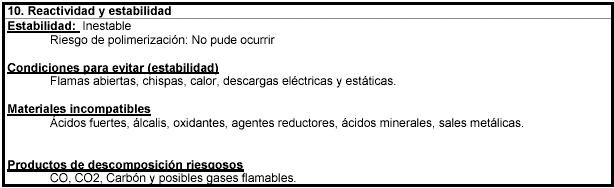 10. Reactividad y estabilidad
Estabilidad: Inestable
Riesgo de polimerización: No pude ocurrir
Condiciones para evitar (estabilidad)
Flamas abiertas, chispas, calor, descargas eléctricas y estáticas.
Materiales incompatibles
Ácidos fuertes, álcalis, oxidantes, agentes reductores, ácidos minerales, sales metálicas.
Productos de descomposición riesgosos
CO, CO2, Carbón y posibles gases flamables.